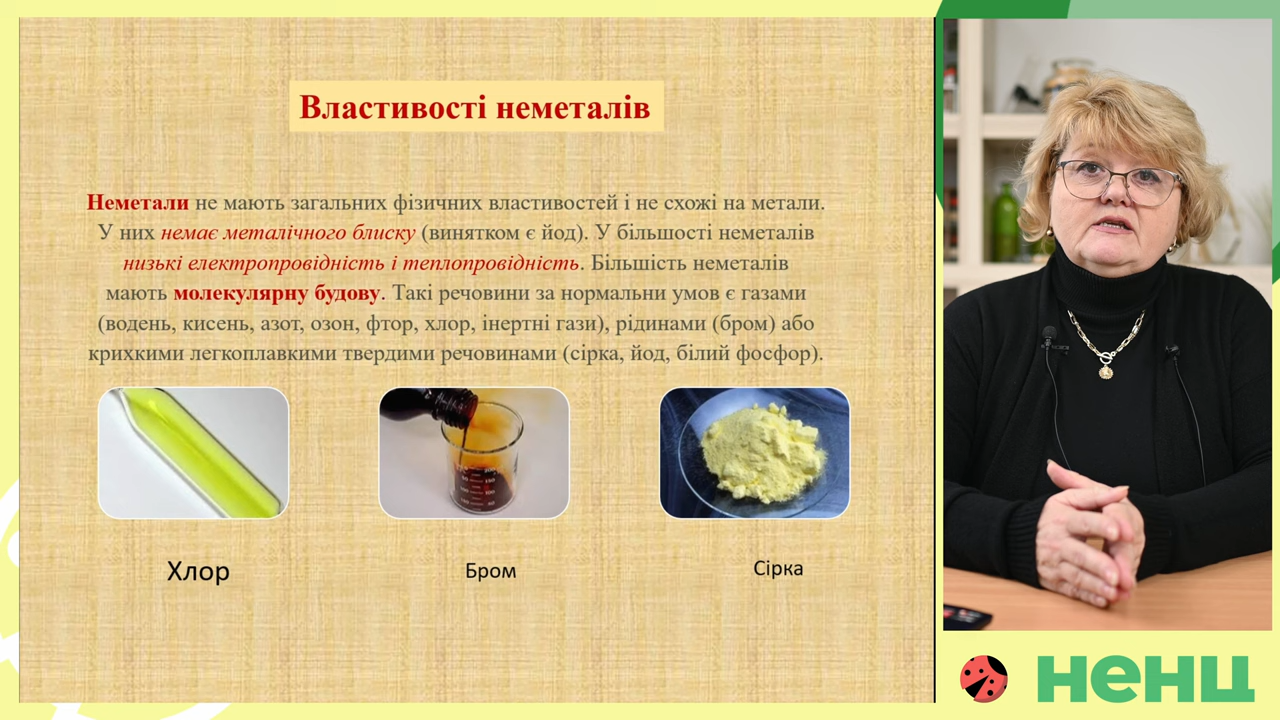 Властивості неметалів
Неметали не мають загальних фізичних властивостей і не схожі на метали.
У них немає металічного блиску (винятком є йод). У більшості неметалів
низькі електропровідність і теплопровідність. Більшість неметалів
мають молекулярну будову. Такі речовини за нормальни умов є газами
(водень, кисень, азот, озон, фтор, хлор, інертні гази), рідинами (бром) або
крихкими легкоплавкими твердими речовинами (сірка, йод, білий фосфор).
Хлор
Бром
Сірка
ненц